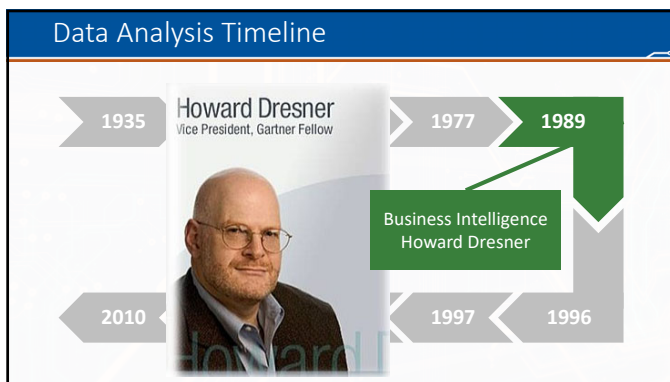 Data Analysis Timeline
Howard Dresner
Vice President, Gartner Fellow
1935
1977
1989
Business Intelligence
Howard Dresner
2010
1997
1996
Howard D